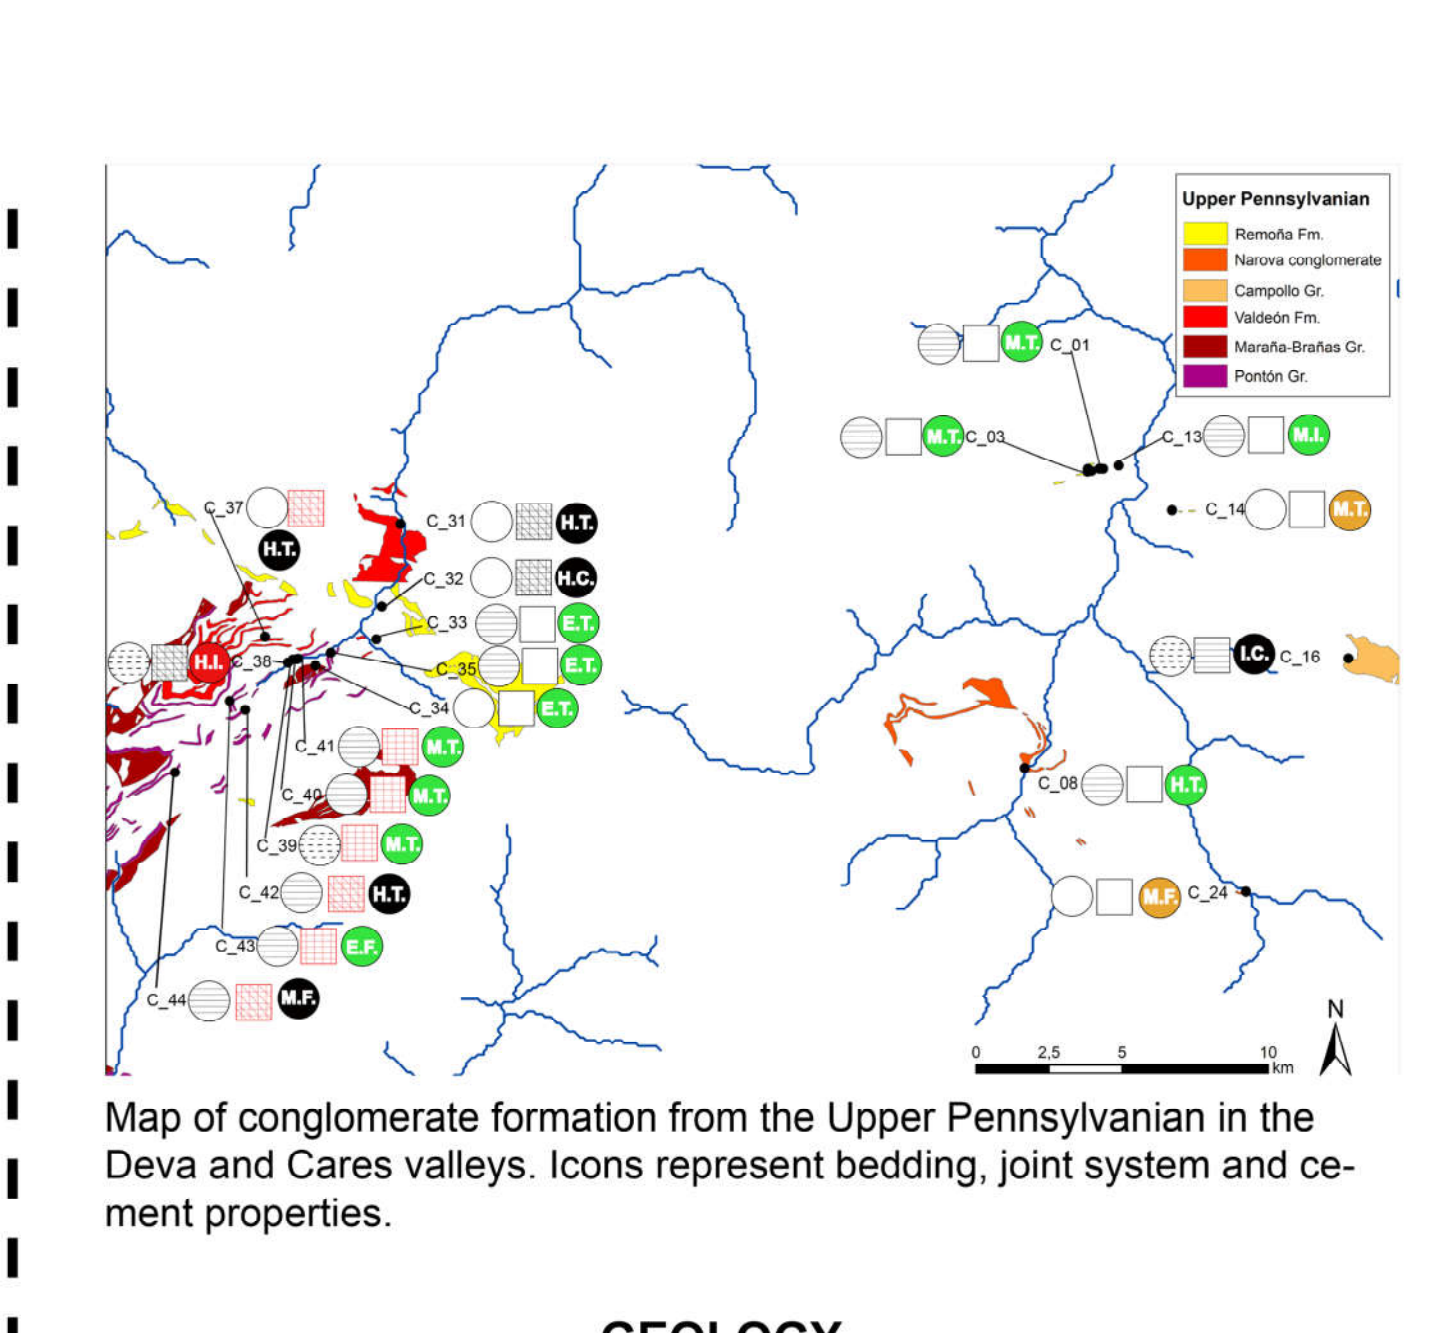 Upper Pennsylvanian
Remoña Fm.
Narova conglomerate
Campollo Gr.
Valdeón Fm.
Maraña-Brañas Gr.
Pontón Gr.
M.T. C_01
M.T. C_03
C_13 M.I.
C_14 M.T.
C_37
H.T.
C_31 H.T.
C_32 H.C.
C_33 E.T.
H.I. C_38
C_35 E.T.
I.C. C_16
C_34 E.T.
C_41 M.T.
C_40 M.T.
C_08 H.T.
C_39 M.T.
C_42 H.T.
M.F. C_24
C_43 E.F.
C_44 M.F.
N
0 2,5 5 10
km
Map of conglomerate formation from the Upper Pennsylvanian in the
Deva and Cares valleys. Icons represent bedding, joint system and ce-
ment properties.
GEOLOGY